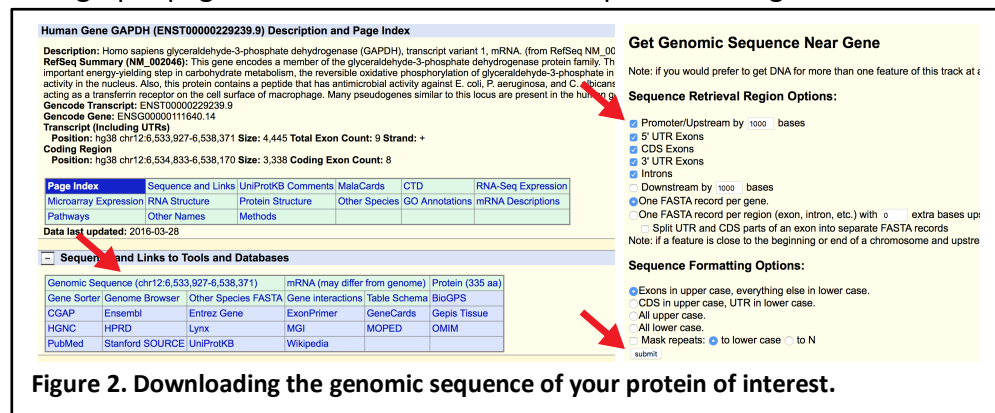 Human Gene GAPDH (ENST00000229239.9) Description and Page Index
Description: Homo sapiens glyceraldehyde-3-phosphate dehydrogenase (GAPDH), transcript variant 1, mRNA. (from RefSeq NM_00
RefSeq Summary (NM_002046): This gene encodes a member of the glyceraldehyde-3-phosphate dehydrogenase protein family. Th
important energy-yielding step in carbohydrate metabolism, the reversible oxidative phosphorylation of glyceraldehyde-3-phosphate in
activity in the nucleus. Also, this protein contains a peptide that has antimicrobial activity against E. coli, P. aeruginosa, and C. albicans
acting as a transferrin receptor on the cell surface of macrophage. Many pseudogenes similar to this locus are present in the human g
Gencode Transcript: ENST00000229239.9
Gencode Gene: ENSG00000111640.14
Transcript (Including UTRs)
Position: hg38 chr12:6,533,927-6,538,371 Size: 4,445 Total Exon Count: 9 Strand: +
Coding Region
Position: hg38 chr12:6,534,833-6,538,170 Size: 3,338 Coding Exon Count: 8
Page Index Sequence and Links UniProtKB Comments MalaCards CTD RNA-Seq Expression
Microarray Expression RNA Structure Protein Structure Other Species GO Annotations mRNA Descriptions
Pathways Other Names Methods
Data last updated: 2016-03-28
− and Links to Tools and Databases
Genomic Sequence (chr12:6,533,927-6,538,371) mRNA (may differ from genome) Protein (335 aa)
Gene Sorter Genome Browser Other Species FASTA Gene interactions Table Schema BioGPS
CGAP Ensembl Entrez Gene ExonPrimer GeneCards Gepis Tissue
HGNC HPRD Lynx MGI MOPED OMIM
PubMed Stanford SOURCE UniProtKB Wikipedia
Get Genomic Sequence Near Gene
Note: if you would prefer to get DNA for more than one feature of this track at a
Sequence Retrieval Region Options:
Promoter/Upstream by 1000 bases
5' UTR Exons
CDS Exons
3' UTR Exons
Introns
Downstream by 1000 bases
One FASTA record per gene.
One FASTA record per region (exon, intron, etc.) with 0 extra bases ups
Split UTR and CDS parts of an exon into separate FASTA records
Note: if a feature is close to the beginning or end of a chromosome and upstre
Sequence Formatting Options:
Exons in upper case, everything else in lower case.
CDS in upper case, UTR in lower case.
All upper case.
All lower case.
Mask repeats: to lower case to N
submit
Figure 2. Downloading the genomic sequence of your protein of interest.